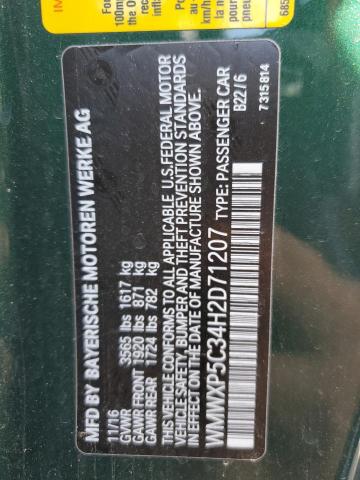 MFD BY BAYERISCHE MOTOREN WERKE AG
11/16
GVWR 3565 lbs 1617 kg
GAWR FRONT 1920 lbs 871 kg
GAWR REAR 1724 lbs 782 kg
THIS VEHICLE CONFORMS TO ALL APPLICABLE U.S. FEDERAL MOTOR
VEHICLE SAFETY, BUMPER AND THEFT PREVENTION STANDARDS
IN EFFECT ON THE DATE OF MANUFACTURE SHOWN ABOVE.
WMWXP5C34H2D71207 TYPE: PASSENGER CAR
B22/6
7315814